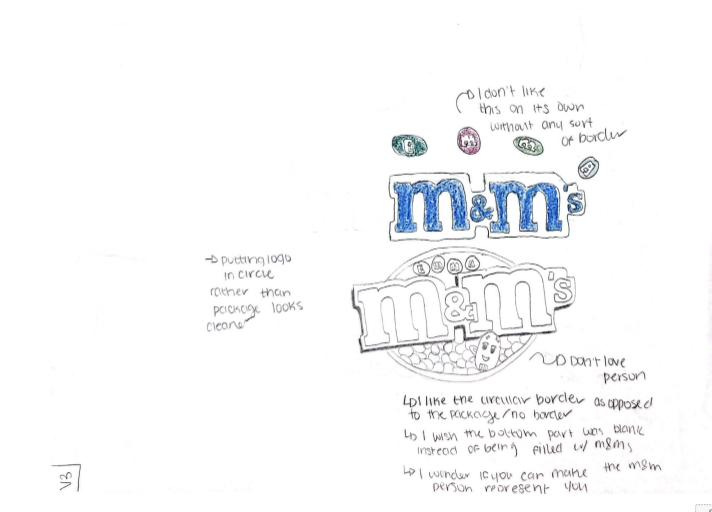 I don't like
this on its own
without any sort
of border
m&m's
→ putting logo
in circle
rather than
package looks
cleaner
E M M A
m&m's
Don't love
person
↳ I like the circular border as opposed
to the package/no border
↳ I wish the bottom part was blank
instead of being filled w/ m&ms
↳ I wonder if you can make the m&m
person represent you
V3